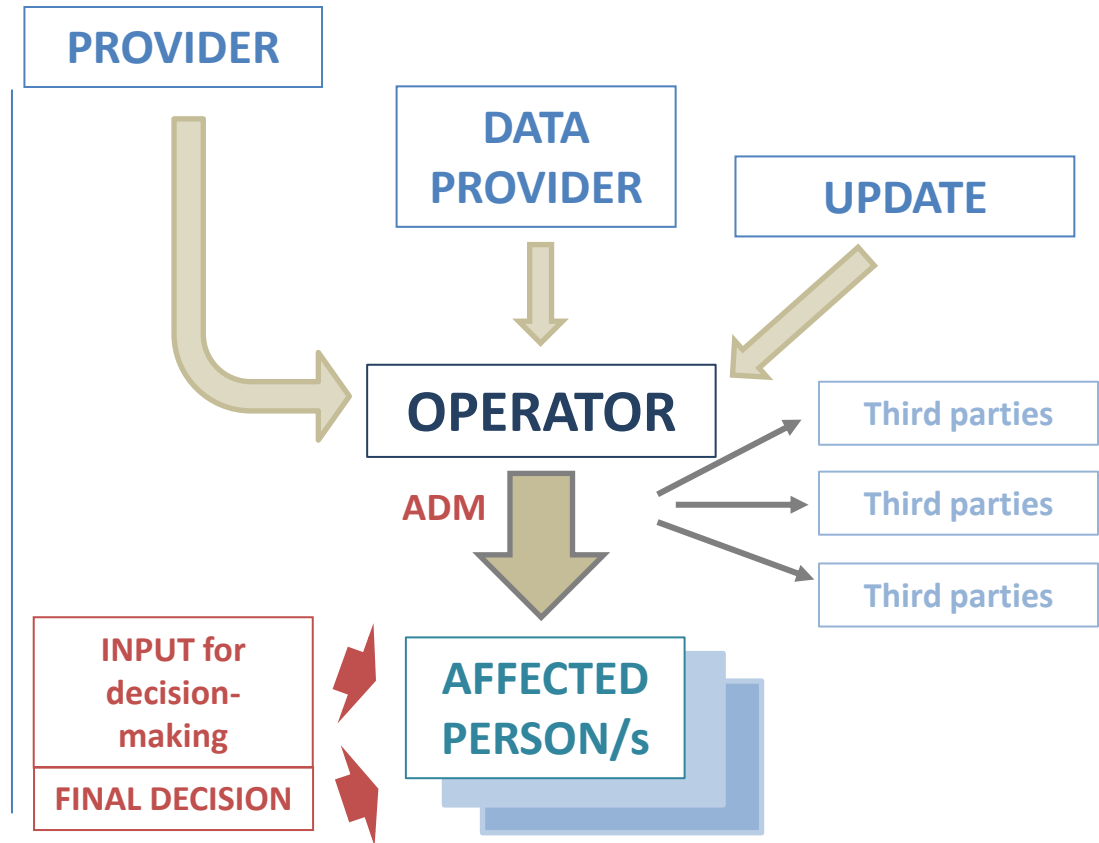 PROVIDER
DATA
PROVIDER
UPDATE
OPERATOR
Third parties
ADM
Third parties
Third parties
INPUT for
decision-
making
FINAL DECISION
AFFECTED
PERSON/s